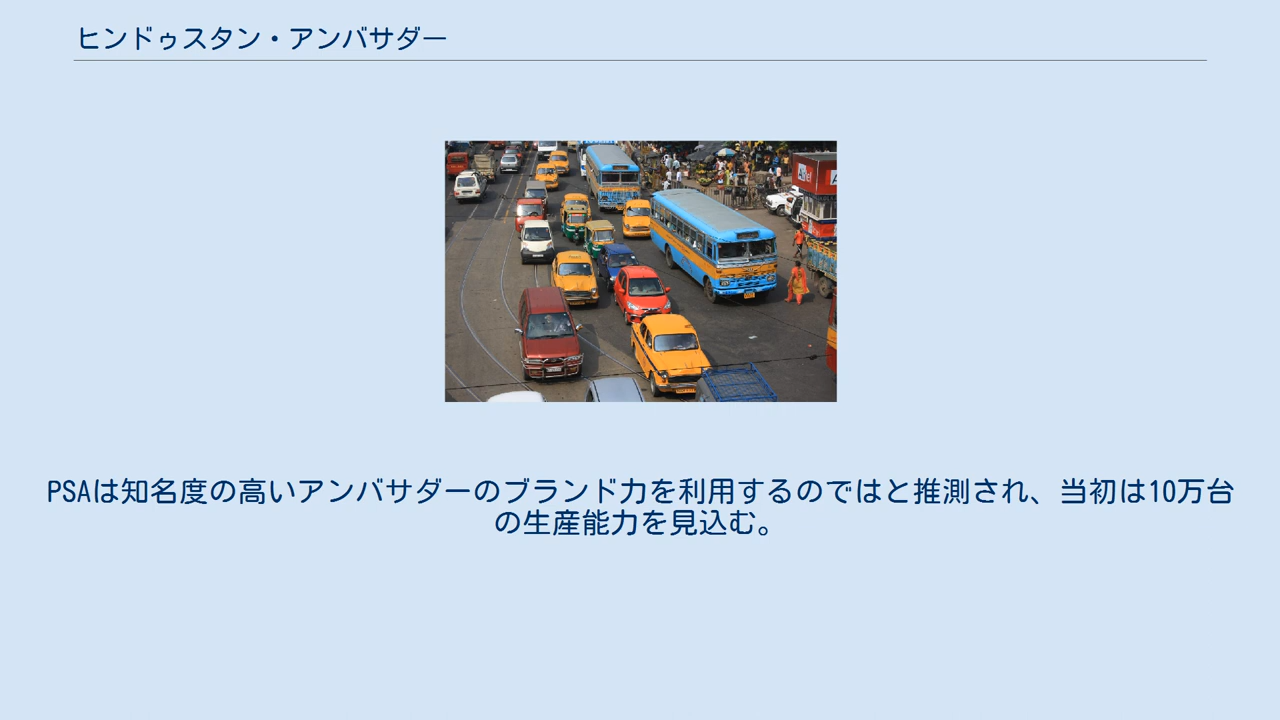 ヒンドゥスタン・アンバサダー
PSAは知名度の高いアンバサダーのブランド力を利用するのではと推測され、当初は10万台
の生産能力を見込む。